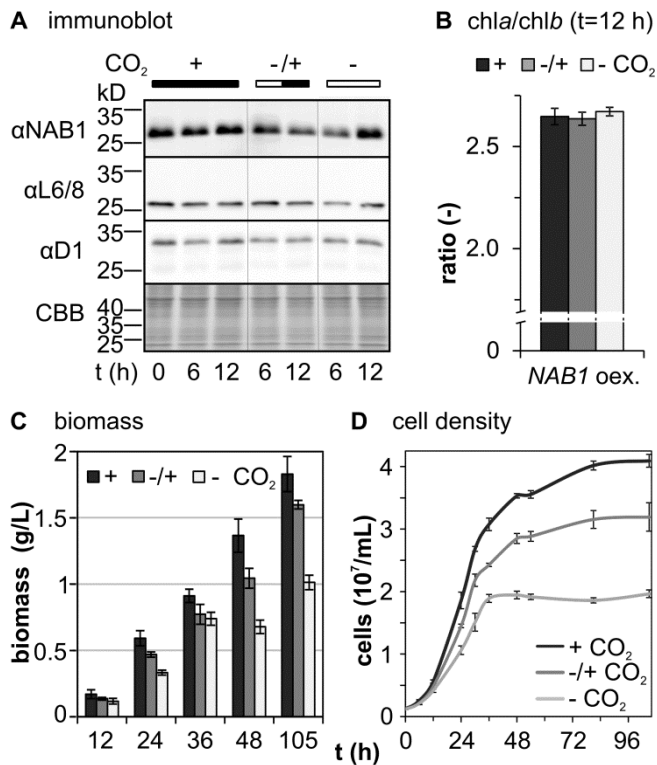 A immunoblot
CO2 + -/+ -
kD
αNAB1 35 25
αL6/8 35 25
αD1 35 25
CBB 40 35 25
t (h) 0 6 12 6 12 6 12
B chla/chlb (t=12 h)
+ -/+ - CO2
ratio (-)
2.5
2.0
0
NAB1 oex.
C biomass
+ -/+ - CO2
biomass (g/L)
2
1.5
1
0.5
0
12 24 36 48 105
t (h)
D cell density
cells (10⁷/mL)
4
3
2
1
0
+ CO2
-/+ CO2
- CO2
0 24 48 72 96